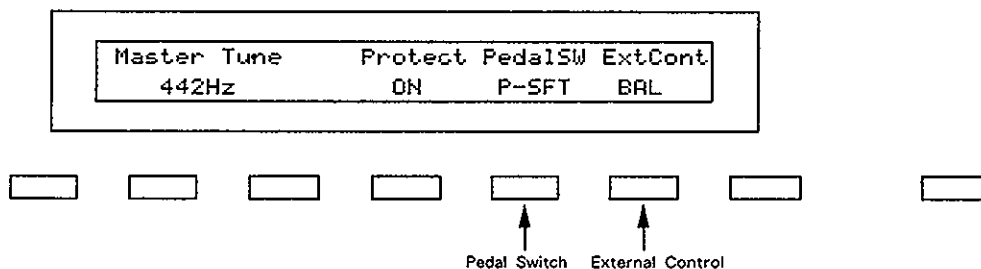 Master Tune Protect PedalSW ExtCont
442Hz ON P-SFT BAL
Pedal Switch External Control